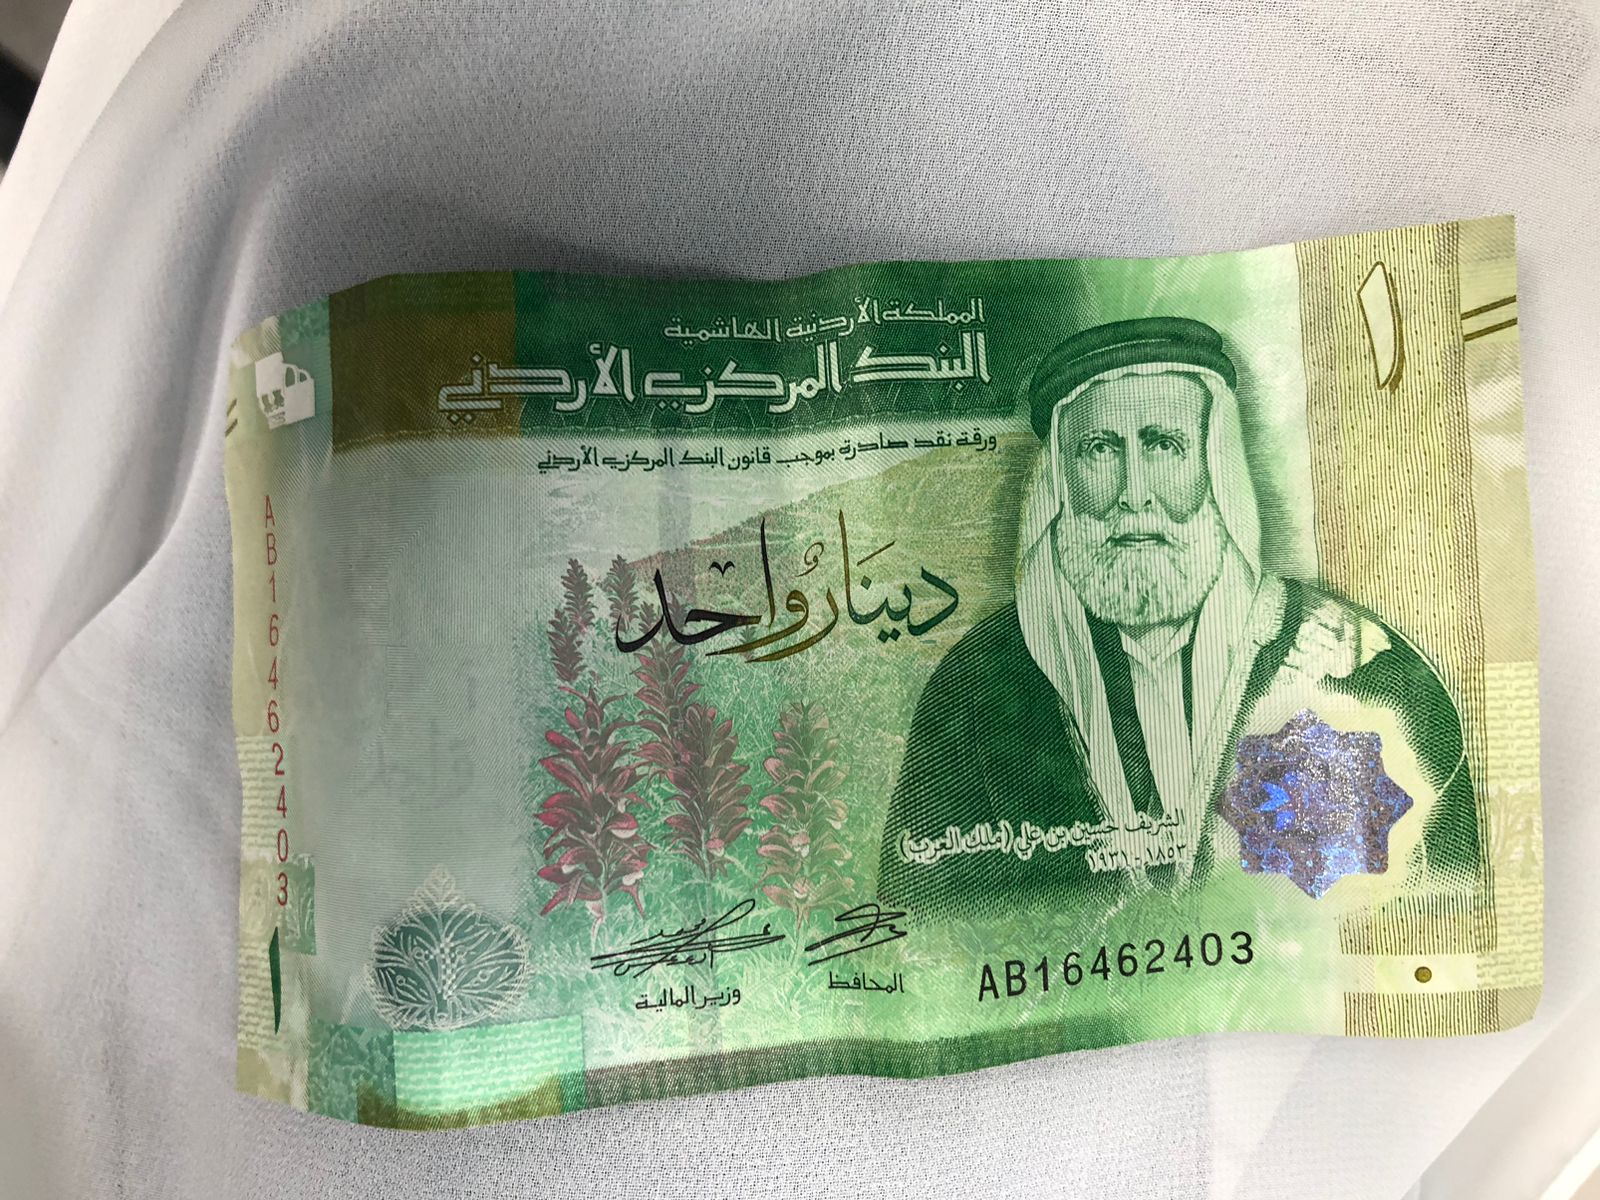 المملكة الأردنية الهاشمية
البنك المركزي الأردني
ورقة نقد صادرة بموجب قانون البنك المركزي الأردني
١
دينار واحد
الشريف حسين بن علي (ملك العرب)
١٨٥٣ - ١٩٣١
المحافظ
وزير المالية
AB16462403
AB16462403